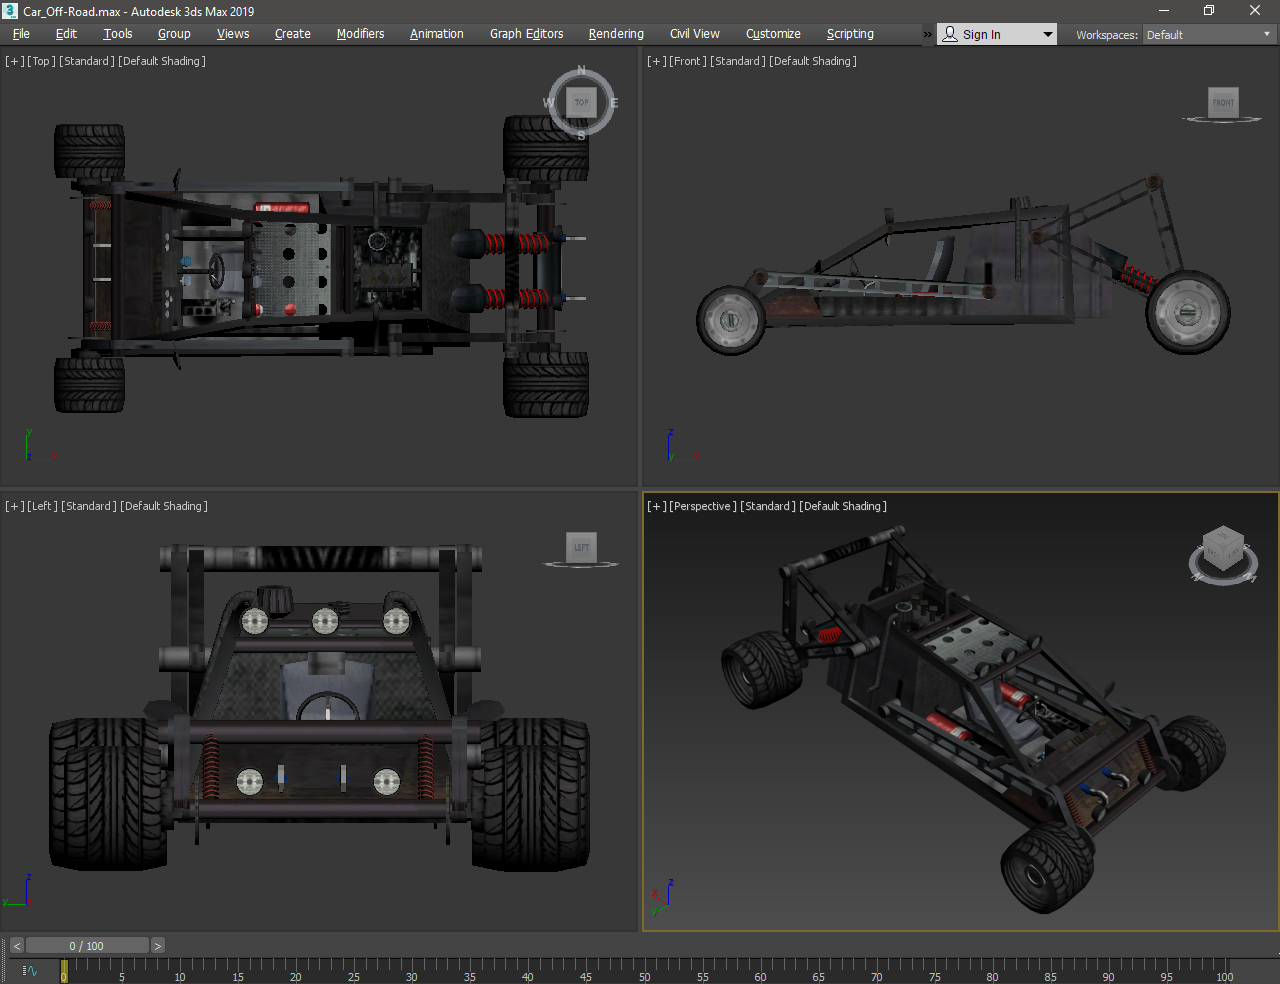 3 Car_Off-Road.max - Autodesk 3ds Max 2019
File Edit Tools Group Views Create Modifiers Animation Graph Editors Rendering Civil View Customize Scripting » Sign In Workspaces: Default
[+] [Top] [Standard] [Default Shading]
N
W TOP E
S
y
z x
[+] [Front] [Standard] [Default Shading]
FRONT
z
y x
[+] [Left] [Standard] [Default Shading]
LEFT
z
y x
[+] [Perspective] [Standard] [Default Shading]
z
x
y
< 0 / 100 >
0 5 10 15 20 25 30 35 40 45 50 55 60 65 70 75 80 85 90 95 100